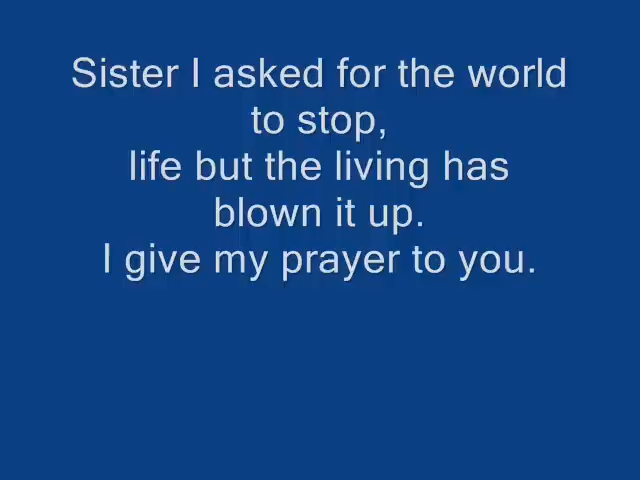 Sister I asked for the world
to stop,
life but the living has
blown it up.
I give my prayer to you.